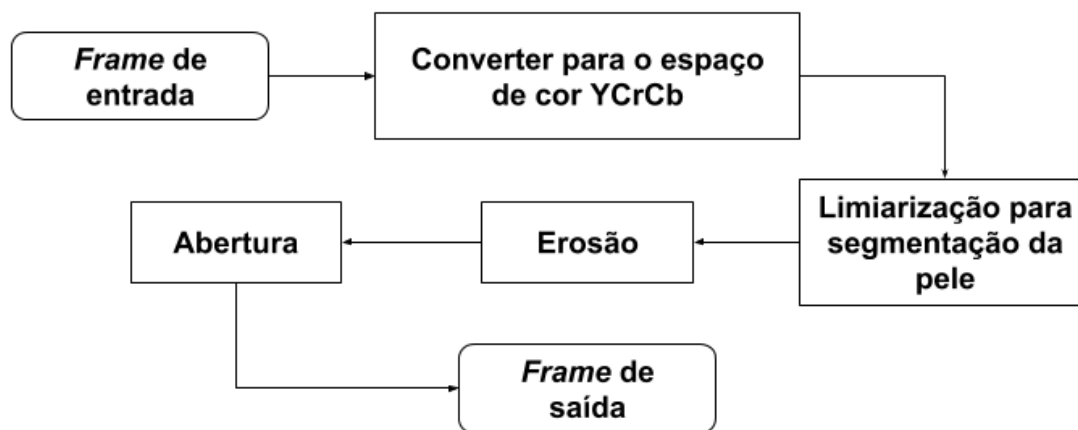 Frame de
entrada
Converter para o espaço
de cor YCrCb
Limiarização para
segmentação da
pele
Erosão
Abertura
Frame de
saída